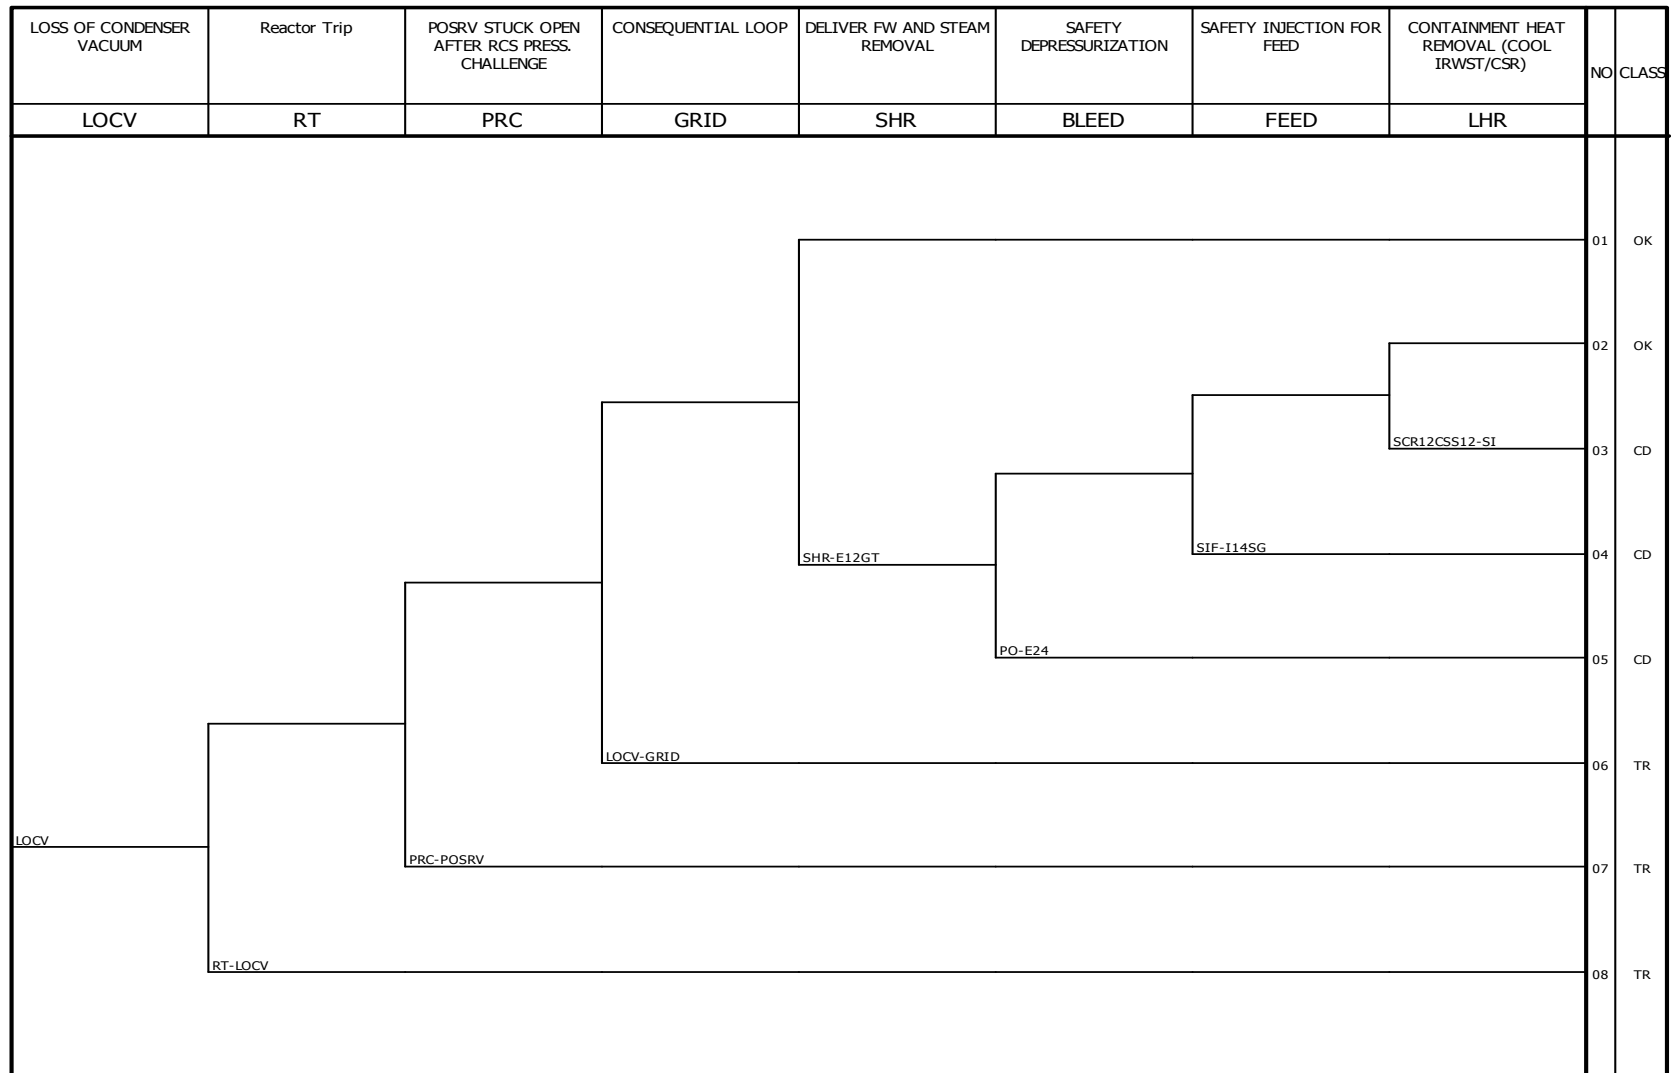 LOSS OF CONDENSER
VACUUM
Reactor Trip
POSRV STUCK OPEN
AFTER RCS PRESS.
CHALLENGE
CONSEQUENTIAL LOOP
DELIVER FW AND STEAM
REMOVAL
SAFETY
DEPRESSURIZATION
SAFETY INJECTION FOR
FEED
CONTAINMENT HEAT
REMOVAL (COOL
IRWST/CSR)
NO CLASS
LOCV RT PRC GRID SHR BLEED FEED LHR
01 OK
02 OK
SCR12CSS12-SI
03 CD
SIF-I14SG
04 CD
SHR-E12GT
PO-E24
05 CD
LOCV-GRID
06 TR
LOCV
PRC-POSRV
07 TR
RT-LOCV
08 TR